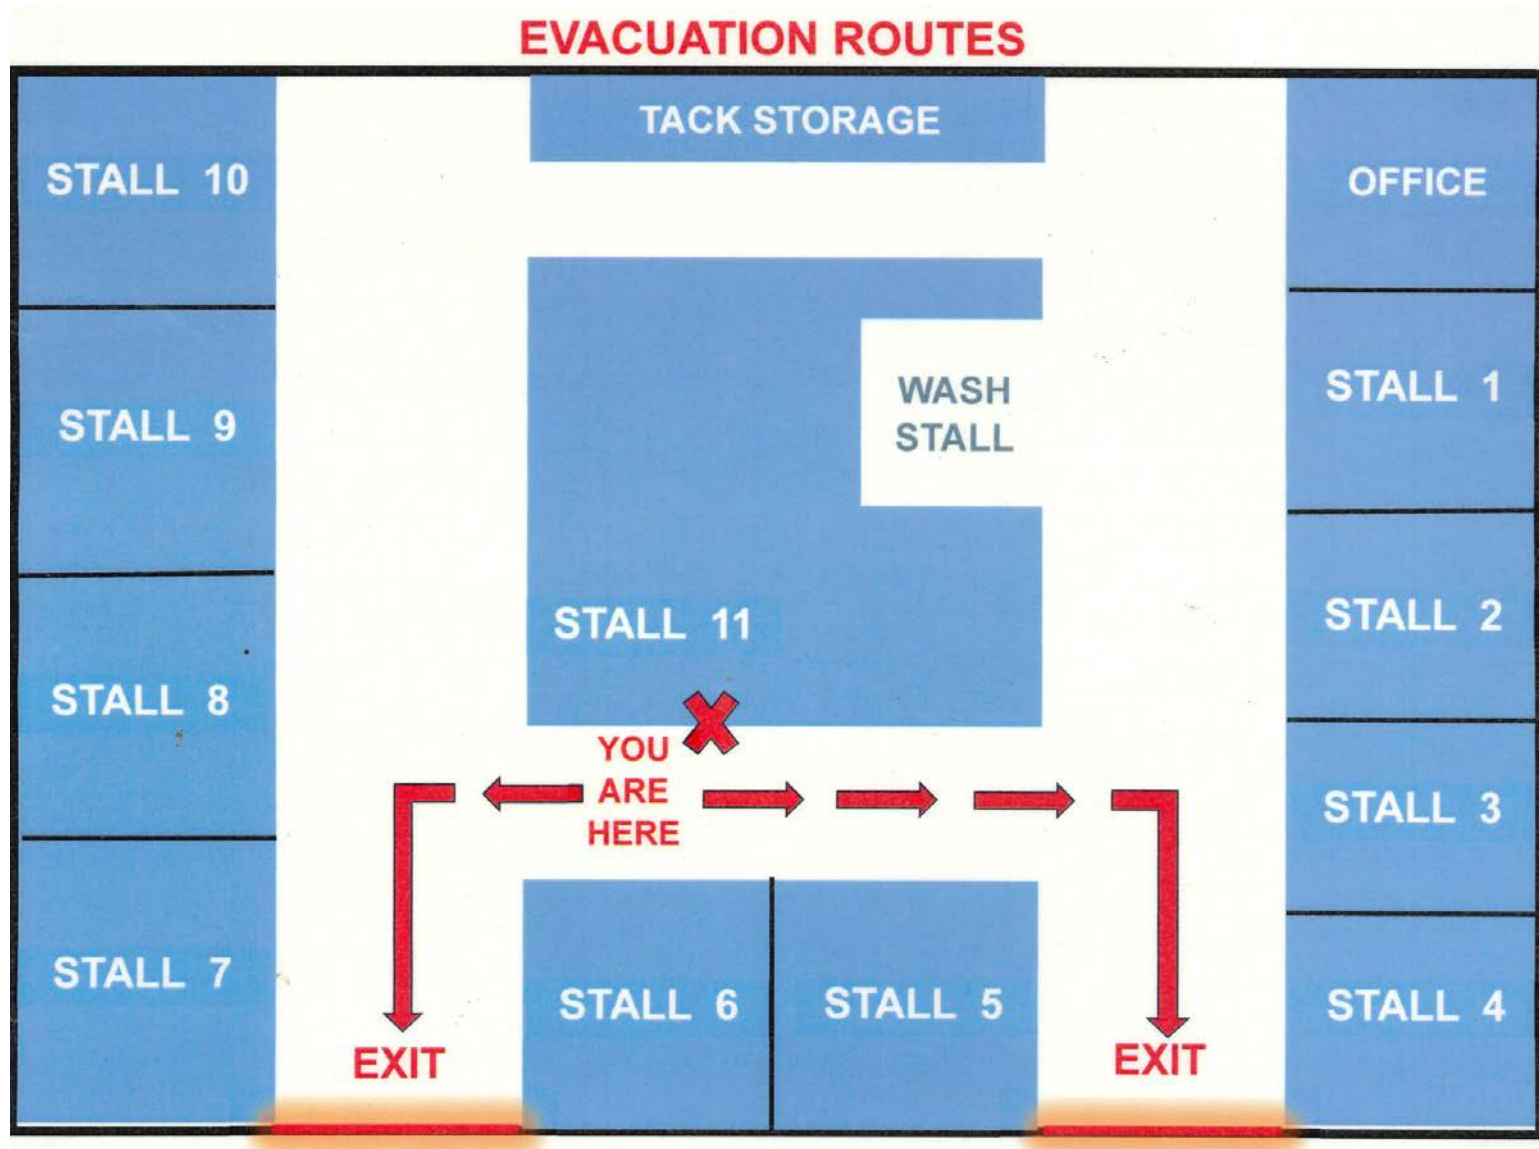 EVACUATION ROUTES
TACK STORAGE
STALL 10
OFFICE
STALL 9
WASH
STALL
STALL 1
STALL 11
STALL 2
STALL 8
YOU
ARE
HERE
STALL 3
STALL 7
STALL 6
STALL 5
STALL 4
EXIT
EXIT